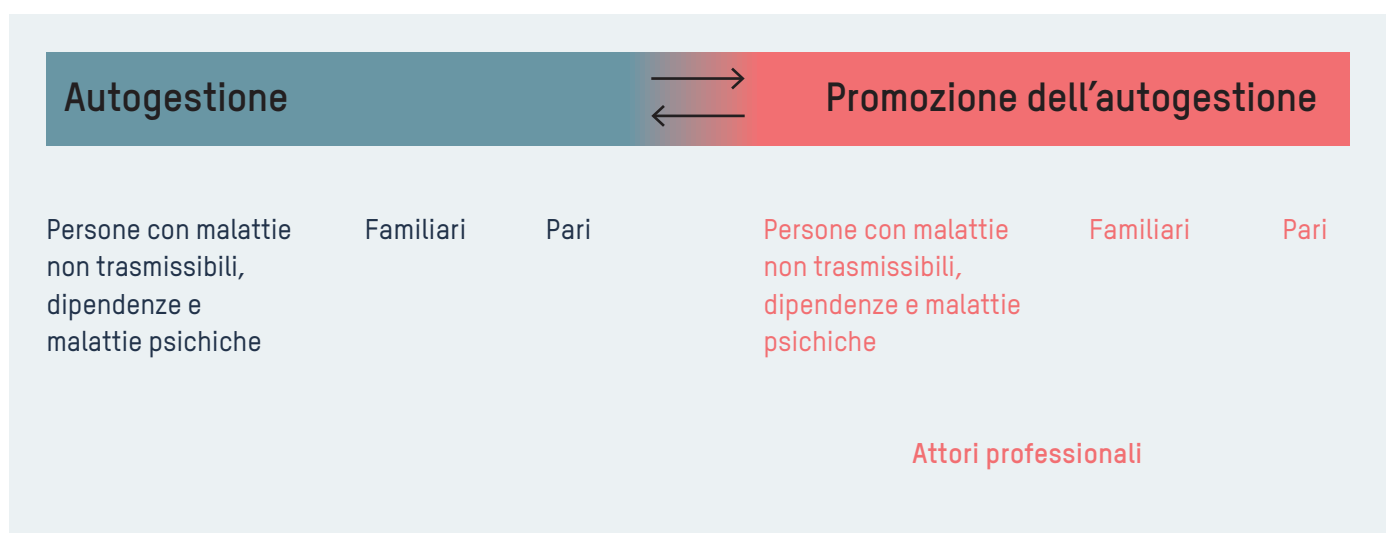 Autogestione
Promozione dell’autogestione
Persone con malattie
non trasmissibili,
dipendenze e
malattie psichiche
Familiari
Pari
Persone con malattie
non trasmissibili,
dipendenze e malattie
psichiche
Familiari
Pari
Attori professionali